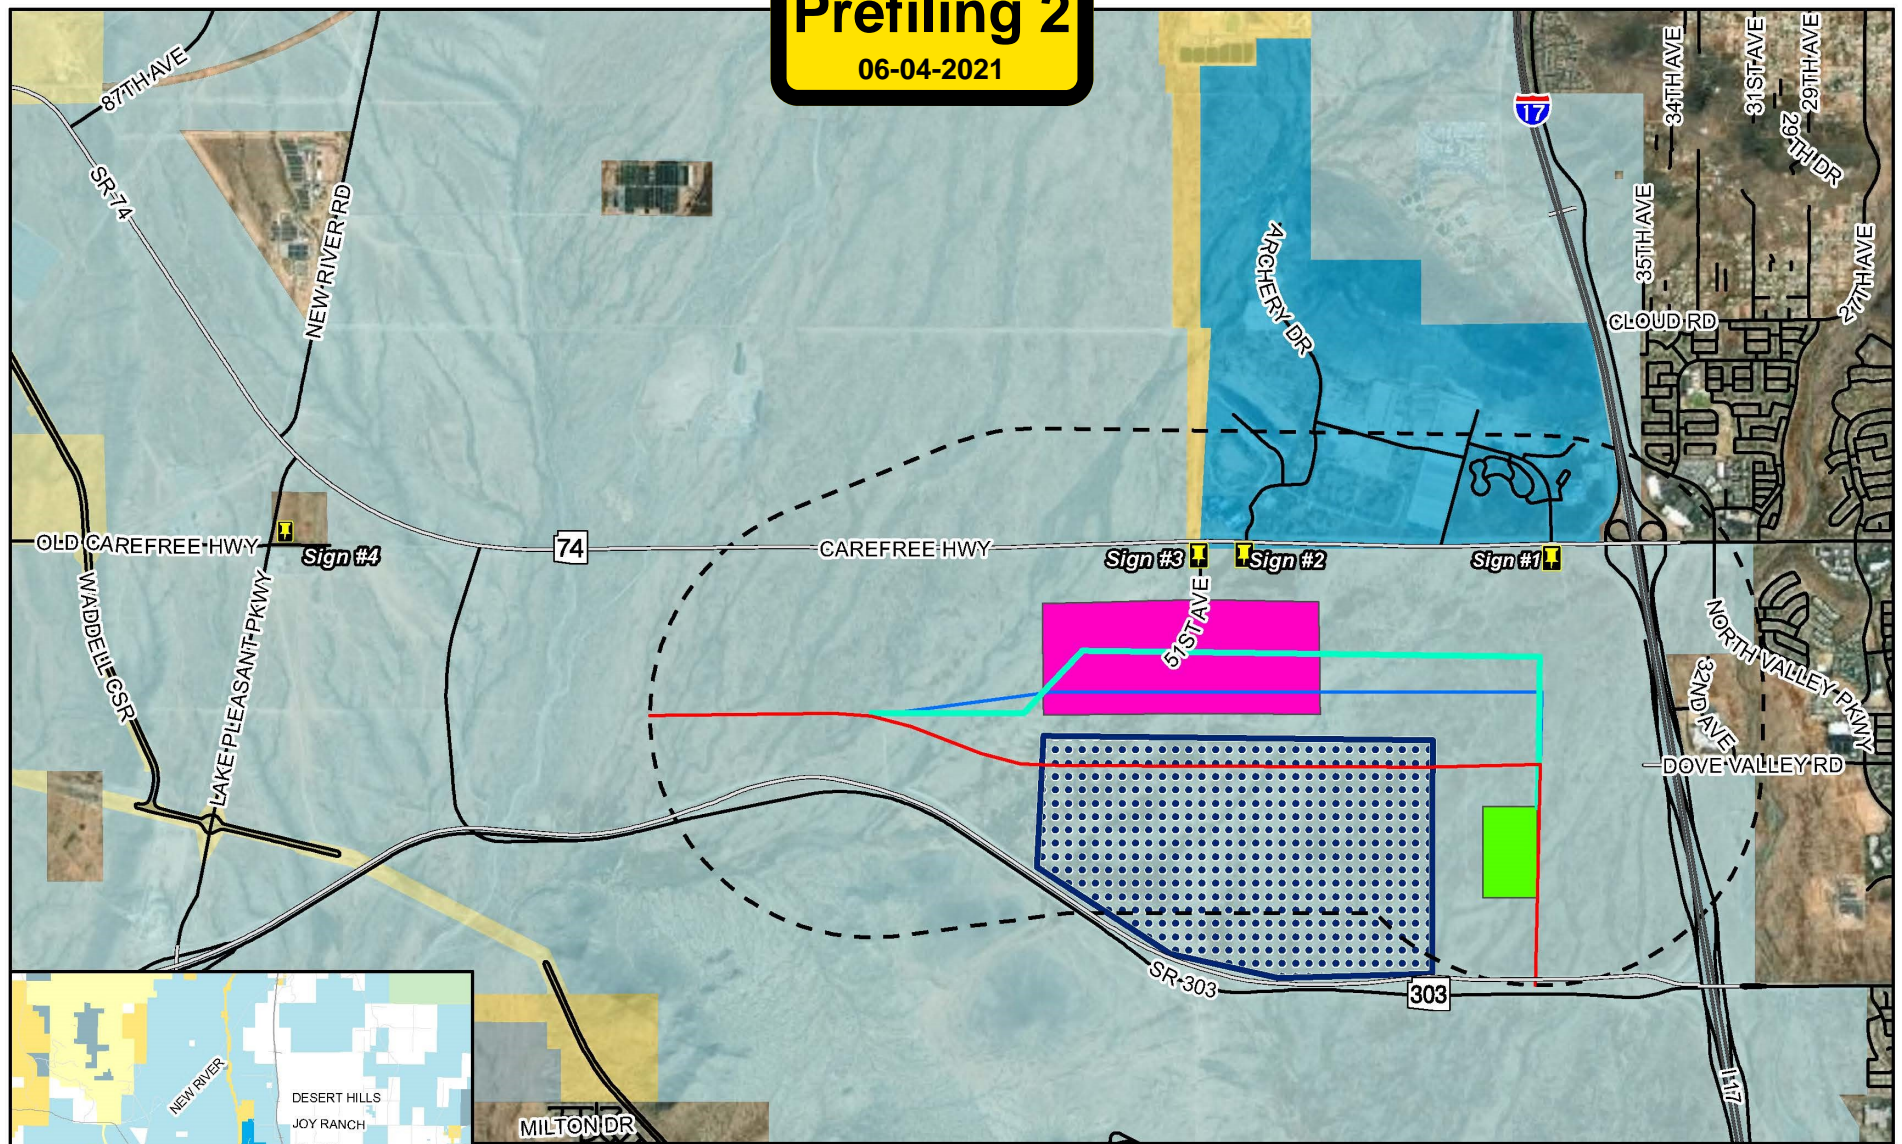 Prefiling 2
06-04-2021
87TH AVE
SR-74
NEW RIVER RD
17
34TH AVE
31ST AVE
29TH AVE
29TH DR
35TH AVE
27TH AVE
CLOUD RD
ARCHERY DR
OLD CAREFREE HWY
Sign #4
74
CAREFREE HWY
Sign #3
Sign #2
Sign #1
WADDELL CSR
LAKE PLEASANT PKWY
51ST AVE
NORTH VALLEY PKWY
32ND AVE
DOVE VALLEY RD
SR 303
303
I 17
NEW RIVER
DESERT HILLS
JOY RANCH
MILTON DR